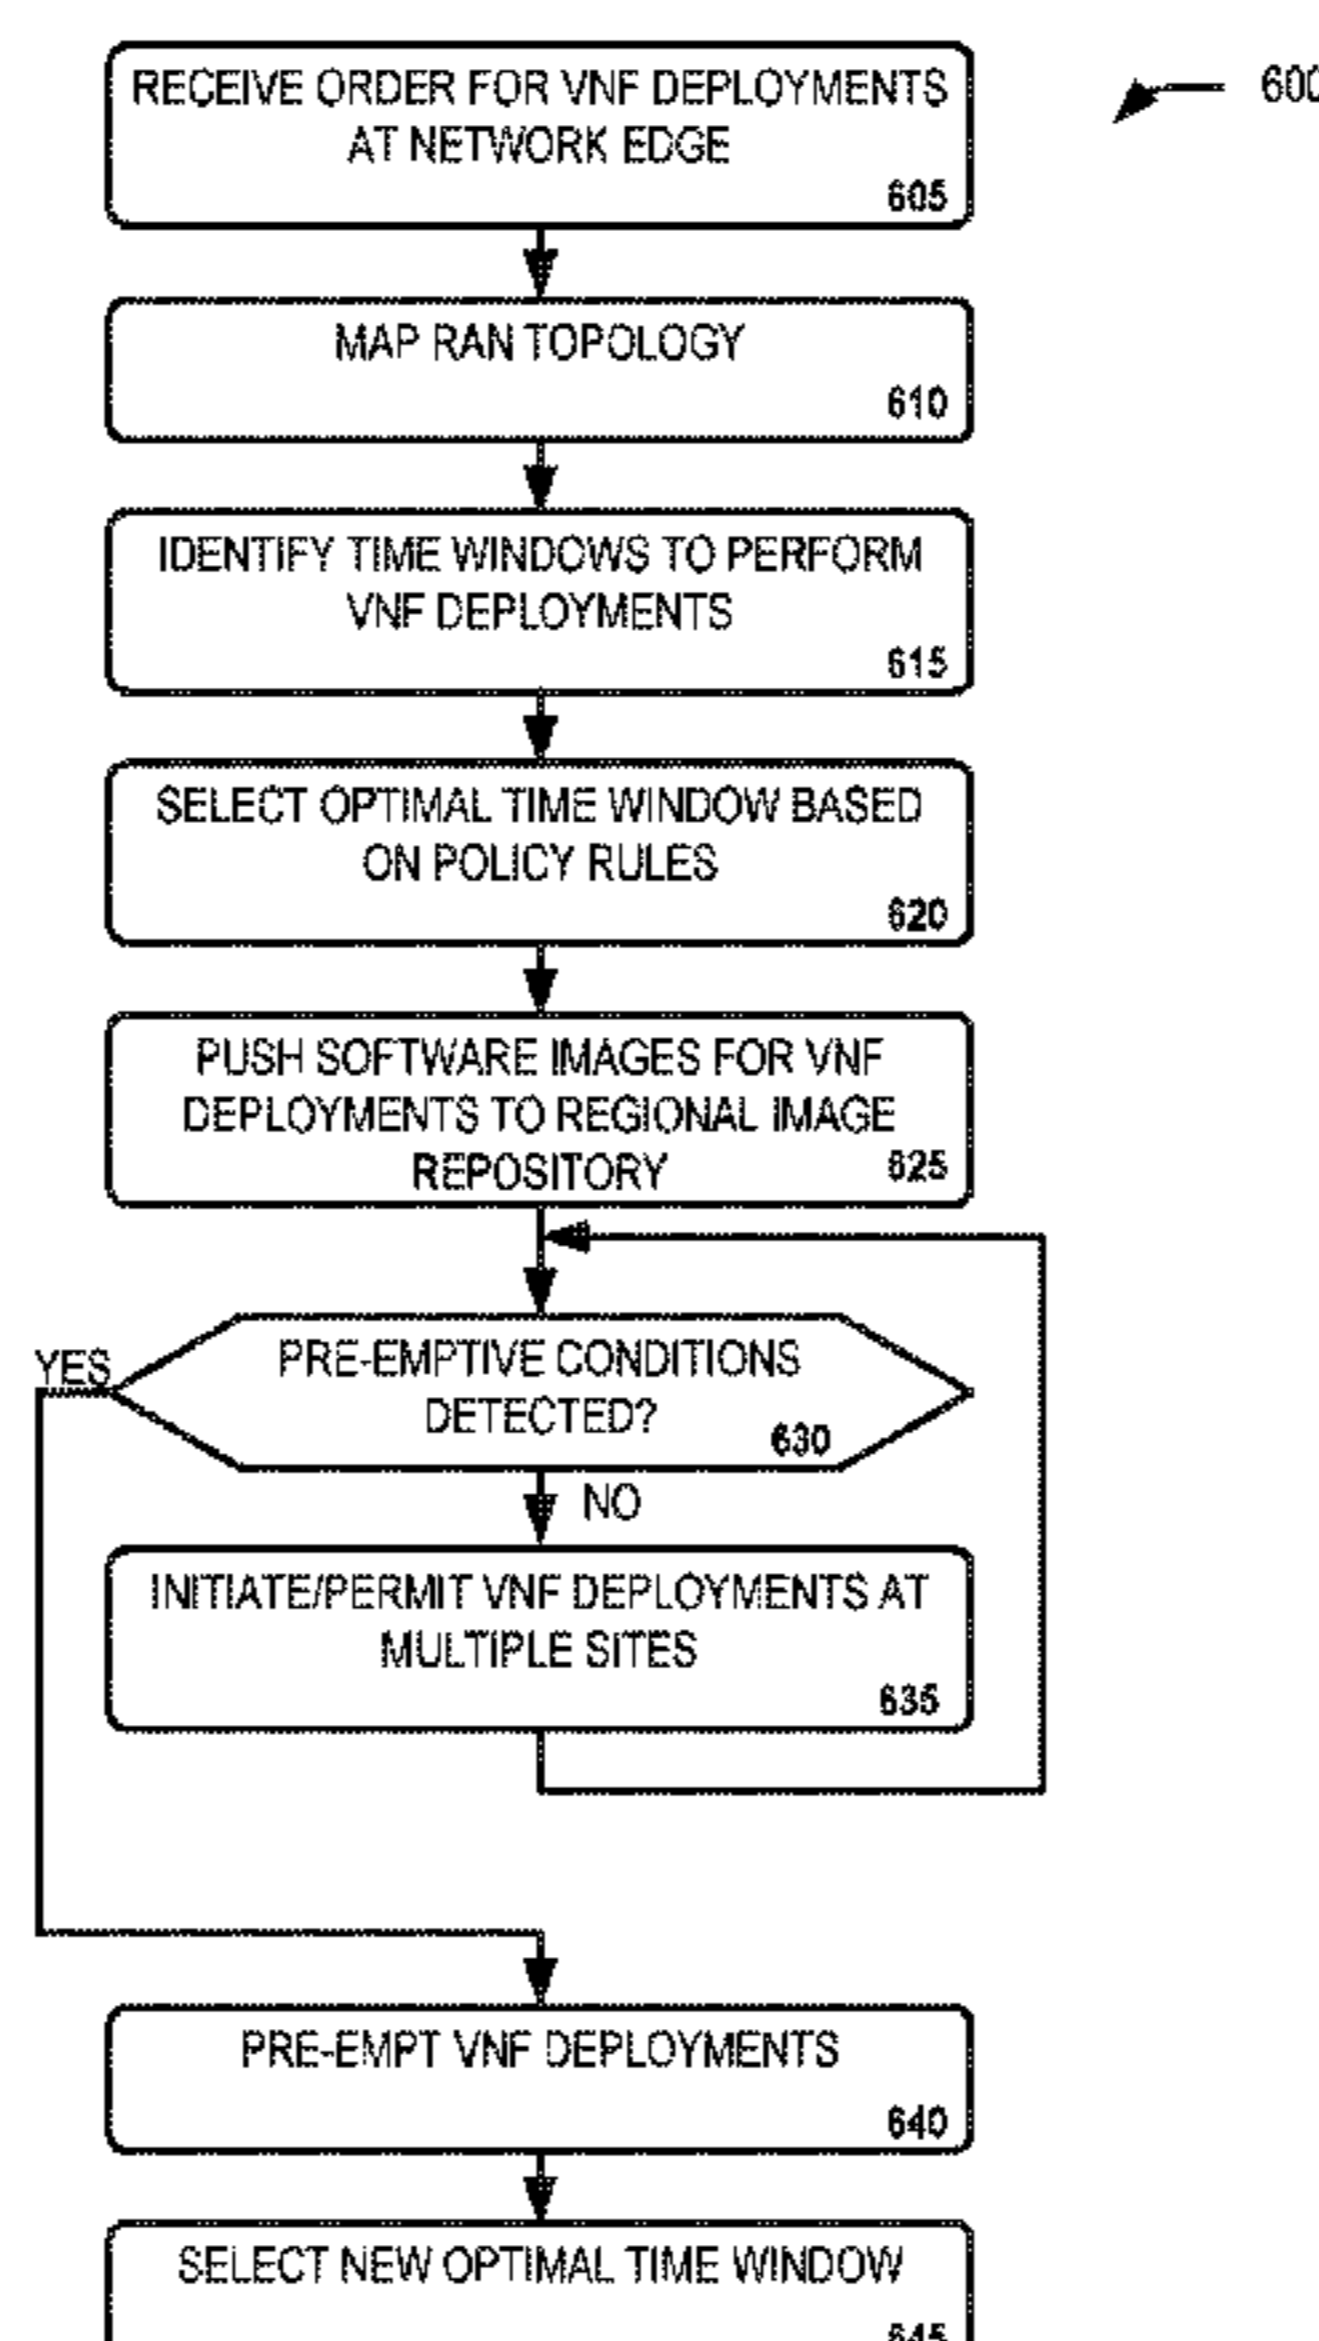 RECEIVE ORDER FOR VNF DEPLOYMENTS
AT NETWORK EDGE
605
600
MAP RAN TOPOLOGY
610
IDENTIFY TIME WINDOWS TO PERFORM
VNF DEPLOYMENTS
615
SELECT OPTIMAL TIME WINDOW BASED
ON POLICY RULES
620
PUSH SOFTWARE IMAGES FOR VNF
DEPLOYMENTS TO REGIONAL IMAGE
REPOSITORY
625
YES
PRE-EMPTIVE CONDITIONS
DETECTED?
630
NO
INITIATE/PERMIT VNF DEPLOYMENTS AT
MULTIPLE SITES
635
PRE-EMPT VNF DEPLOYMENTS
640
SELECT NEW OPTIMAL TIME WINDOW
645